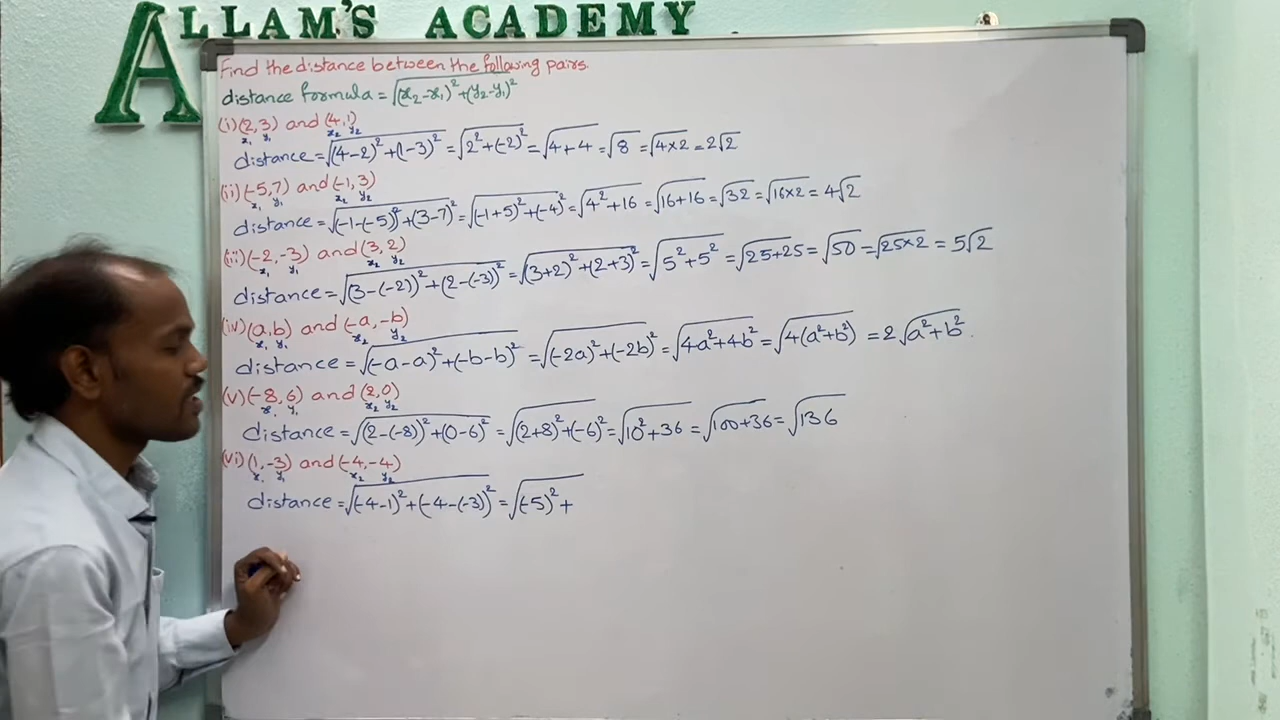 ALLAM'S ACADEMY
Find the distance between the following pairs.
distance formula = √(x₂-x₁)²+(y₂-y₁)²
(i) (2,3) and (4,1)
x₁ y₁ x₂ y₂
distance = √(4-2)²+(1-3)² = √2²+(-2)² = √4+4 = √8 = √4×2 = 2√2
(ii) (-5,7) and (-1,3)
x₁ y₁ x₂ y₂
distance = √(-1-(-5))²+(3-7)² = √(-1+5)²+(-4)² = √4²+16 = √16+16 = √32 = √16×2 = 4√2
(iii) (-2,-3) and (3,2)
x₁ y₁ x₂ y₂
distance = √(3-(-2))²+(2-(-3))² = √(3+2)²+(2+3)² = √5²+5² = √25+25 = √50 = √25×2 = 5√2
(iv) (a,b) and (-a,-b)
x₁ y₁ x₂ y₂
distance = √(-a-a)²+(-b-b)² = √(-2a)²+(-2b)² = √4a²+4b² = √4(a²+b²) = 2√a²+b².
(v) (-8,6) and (2,0)
x₁ y₁ x₂ y₂
distance = √(2-(-8))²+(0-6)² = √(2+8)²+(-6)² = √10²+36 = √100+36 = √136
(vi) (1,-3) and (-4,-4)
x₁ y₁ x₂ y₂
distance = √(-4-1)²+(-4-(-3))² = √(-5)²+